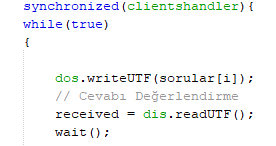 synchronized(clientshandler){
while(true)
{
dos.writeUTF(sorular[i]);
// Cevabı Değerlendirme
received = dis.readUTF();
wait();